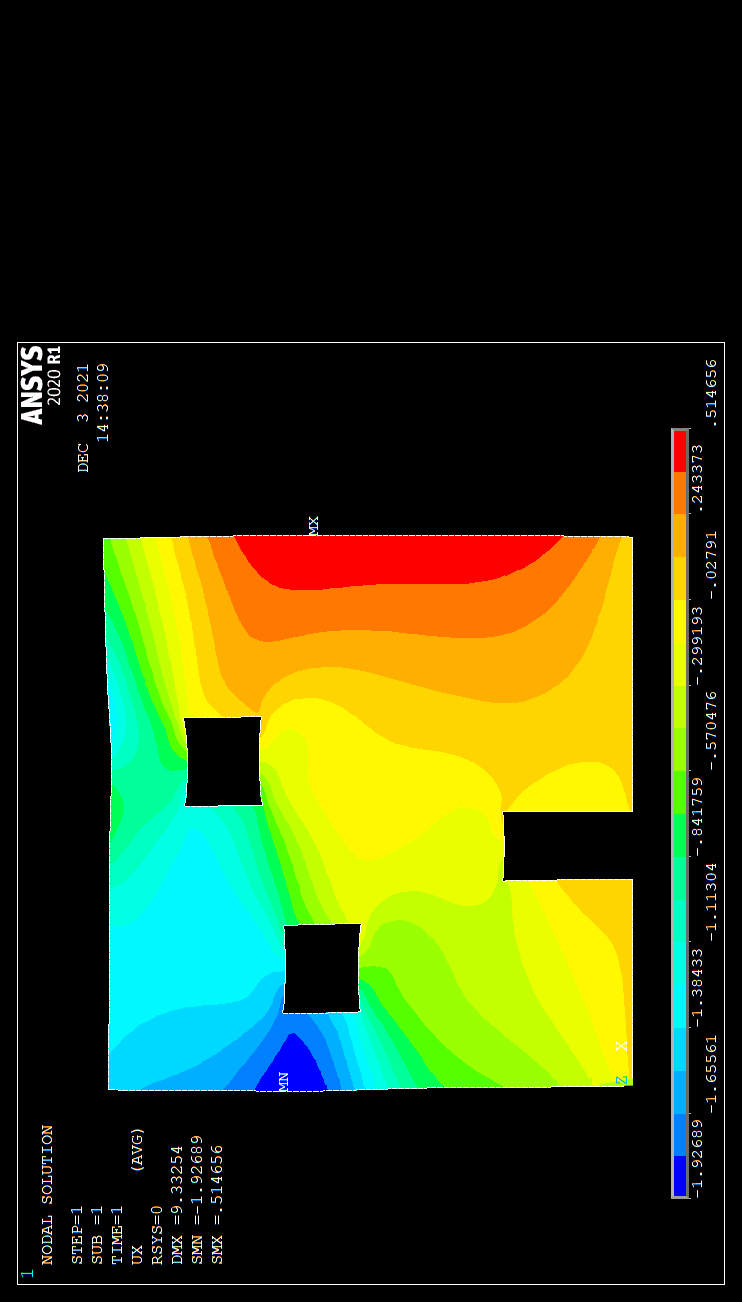 1
NODAL SOLUTION
STEP=1
SUB =1
TIME=1
UX (AVG)
RSYS=0
DMX =9.33254
SMN =-1.92689
SMX =.514656
ANSYS
2020 R1
DEC 3 2021
14:38:09
MX
MN
Z X
-1.92689 -1.65561 -1.38433 -1.11304 -.841759 -.570476 -.299193 -.02791 .243373 .514656